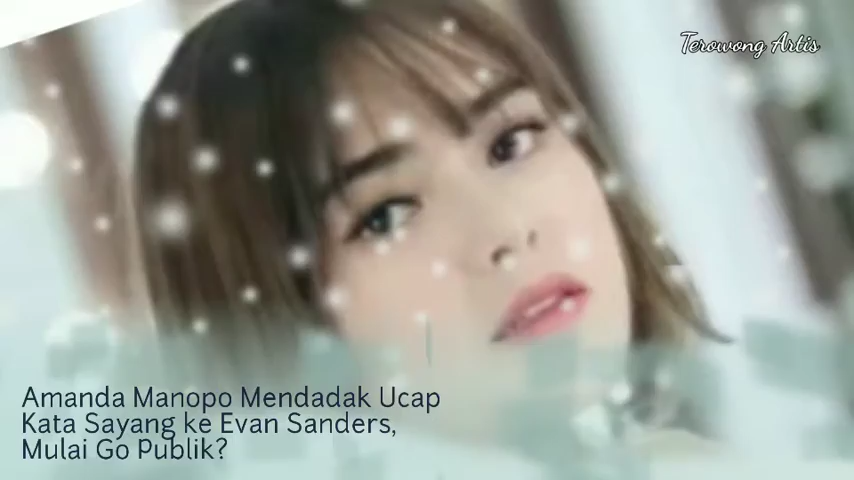 Terowong Artis
Amanda Manopo Mendadak Ucap
Kata Sayang ke Evan Sanders,
Mulai Go Publik?